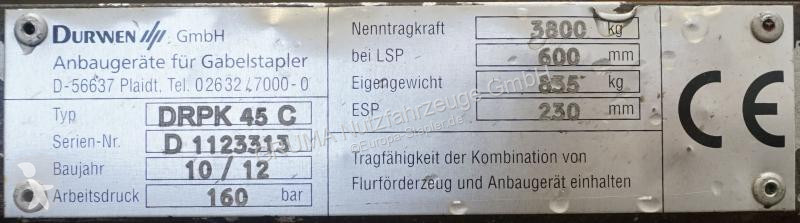 DURWEN GmbH
Anbaugeräte für Gabelstapler
D-56637 Plaidt, Tel. 02632/7000-0
Typ DRPK 45 C
Serien-Nr. D 1123313
Baujahr 10/12
Arbeitsdruck 160 bar
Nenntragkraft 3800 kg
bei LSP 600 mm
Eigengewicht 835 kg
ESP 230 mm
Tragfähigkeit der Kombination von
Flurförderzeug und Anbaugerät einhalten
CE